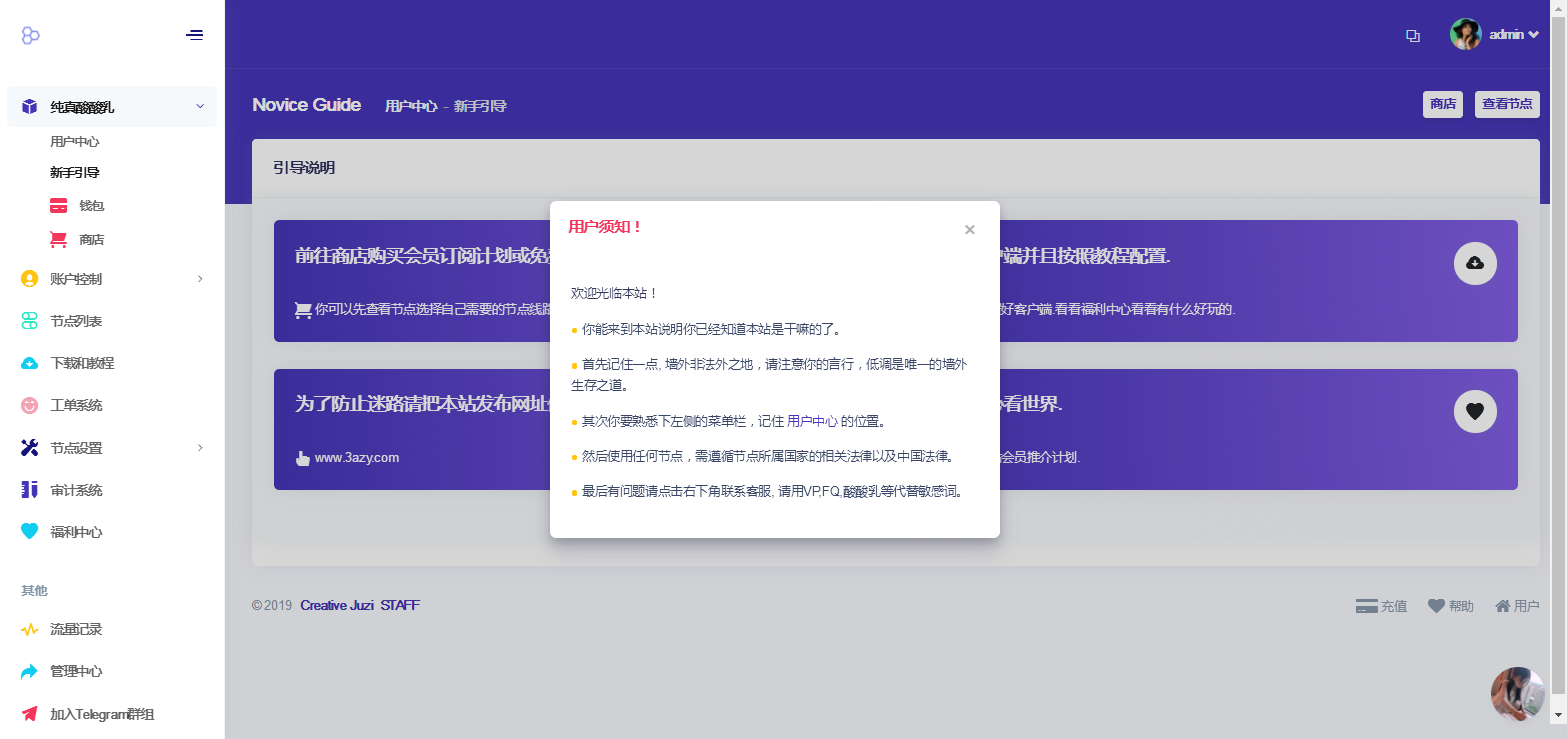 纯真酸酸乳
用户中心
新手引导
钱包
商店
账户控制
节点列表
下载和教程
工单系统
节点设置
审计系统
福利中心
其他
流量记录
管理中心
加入Telegram群组
admin
Novice Guide 用户中心 - 新手引导
商店 查看节点
引导说明
前往商店购买会员订阅计划或免
你可以先查看节点选择自己需要的节点线路
端并且按照教程配置.
好客户端.看看福利中心看看有什么好玩的.
为了防止迷路请把本站发布网址
www.3azy.com
看世界.
会员推介计划.
用户须知！
×
欢迎光临本站！
你能来到本站说明你已经知道本站是干嘛的了。
首先记住一点, 墙外非法外之地，请注意你的言行，低调是唯一的墙外
生存之道。
其次你要熟悉下左侧的菜单栏，记住 用户中心 的位置。
然后使用任何节点，需遵循节点所属国家的相关法律以及中国法律。
最后有问题请点击右下角联系客服, 请用VP,FQ,酸酸乳等代替敏感词。
© 2019 Creative Juzi STAFF
充值 帮助 用户